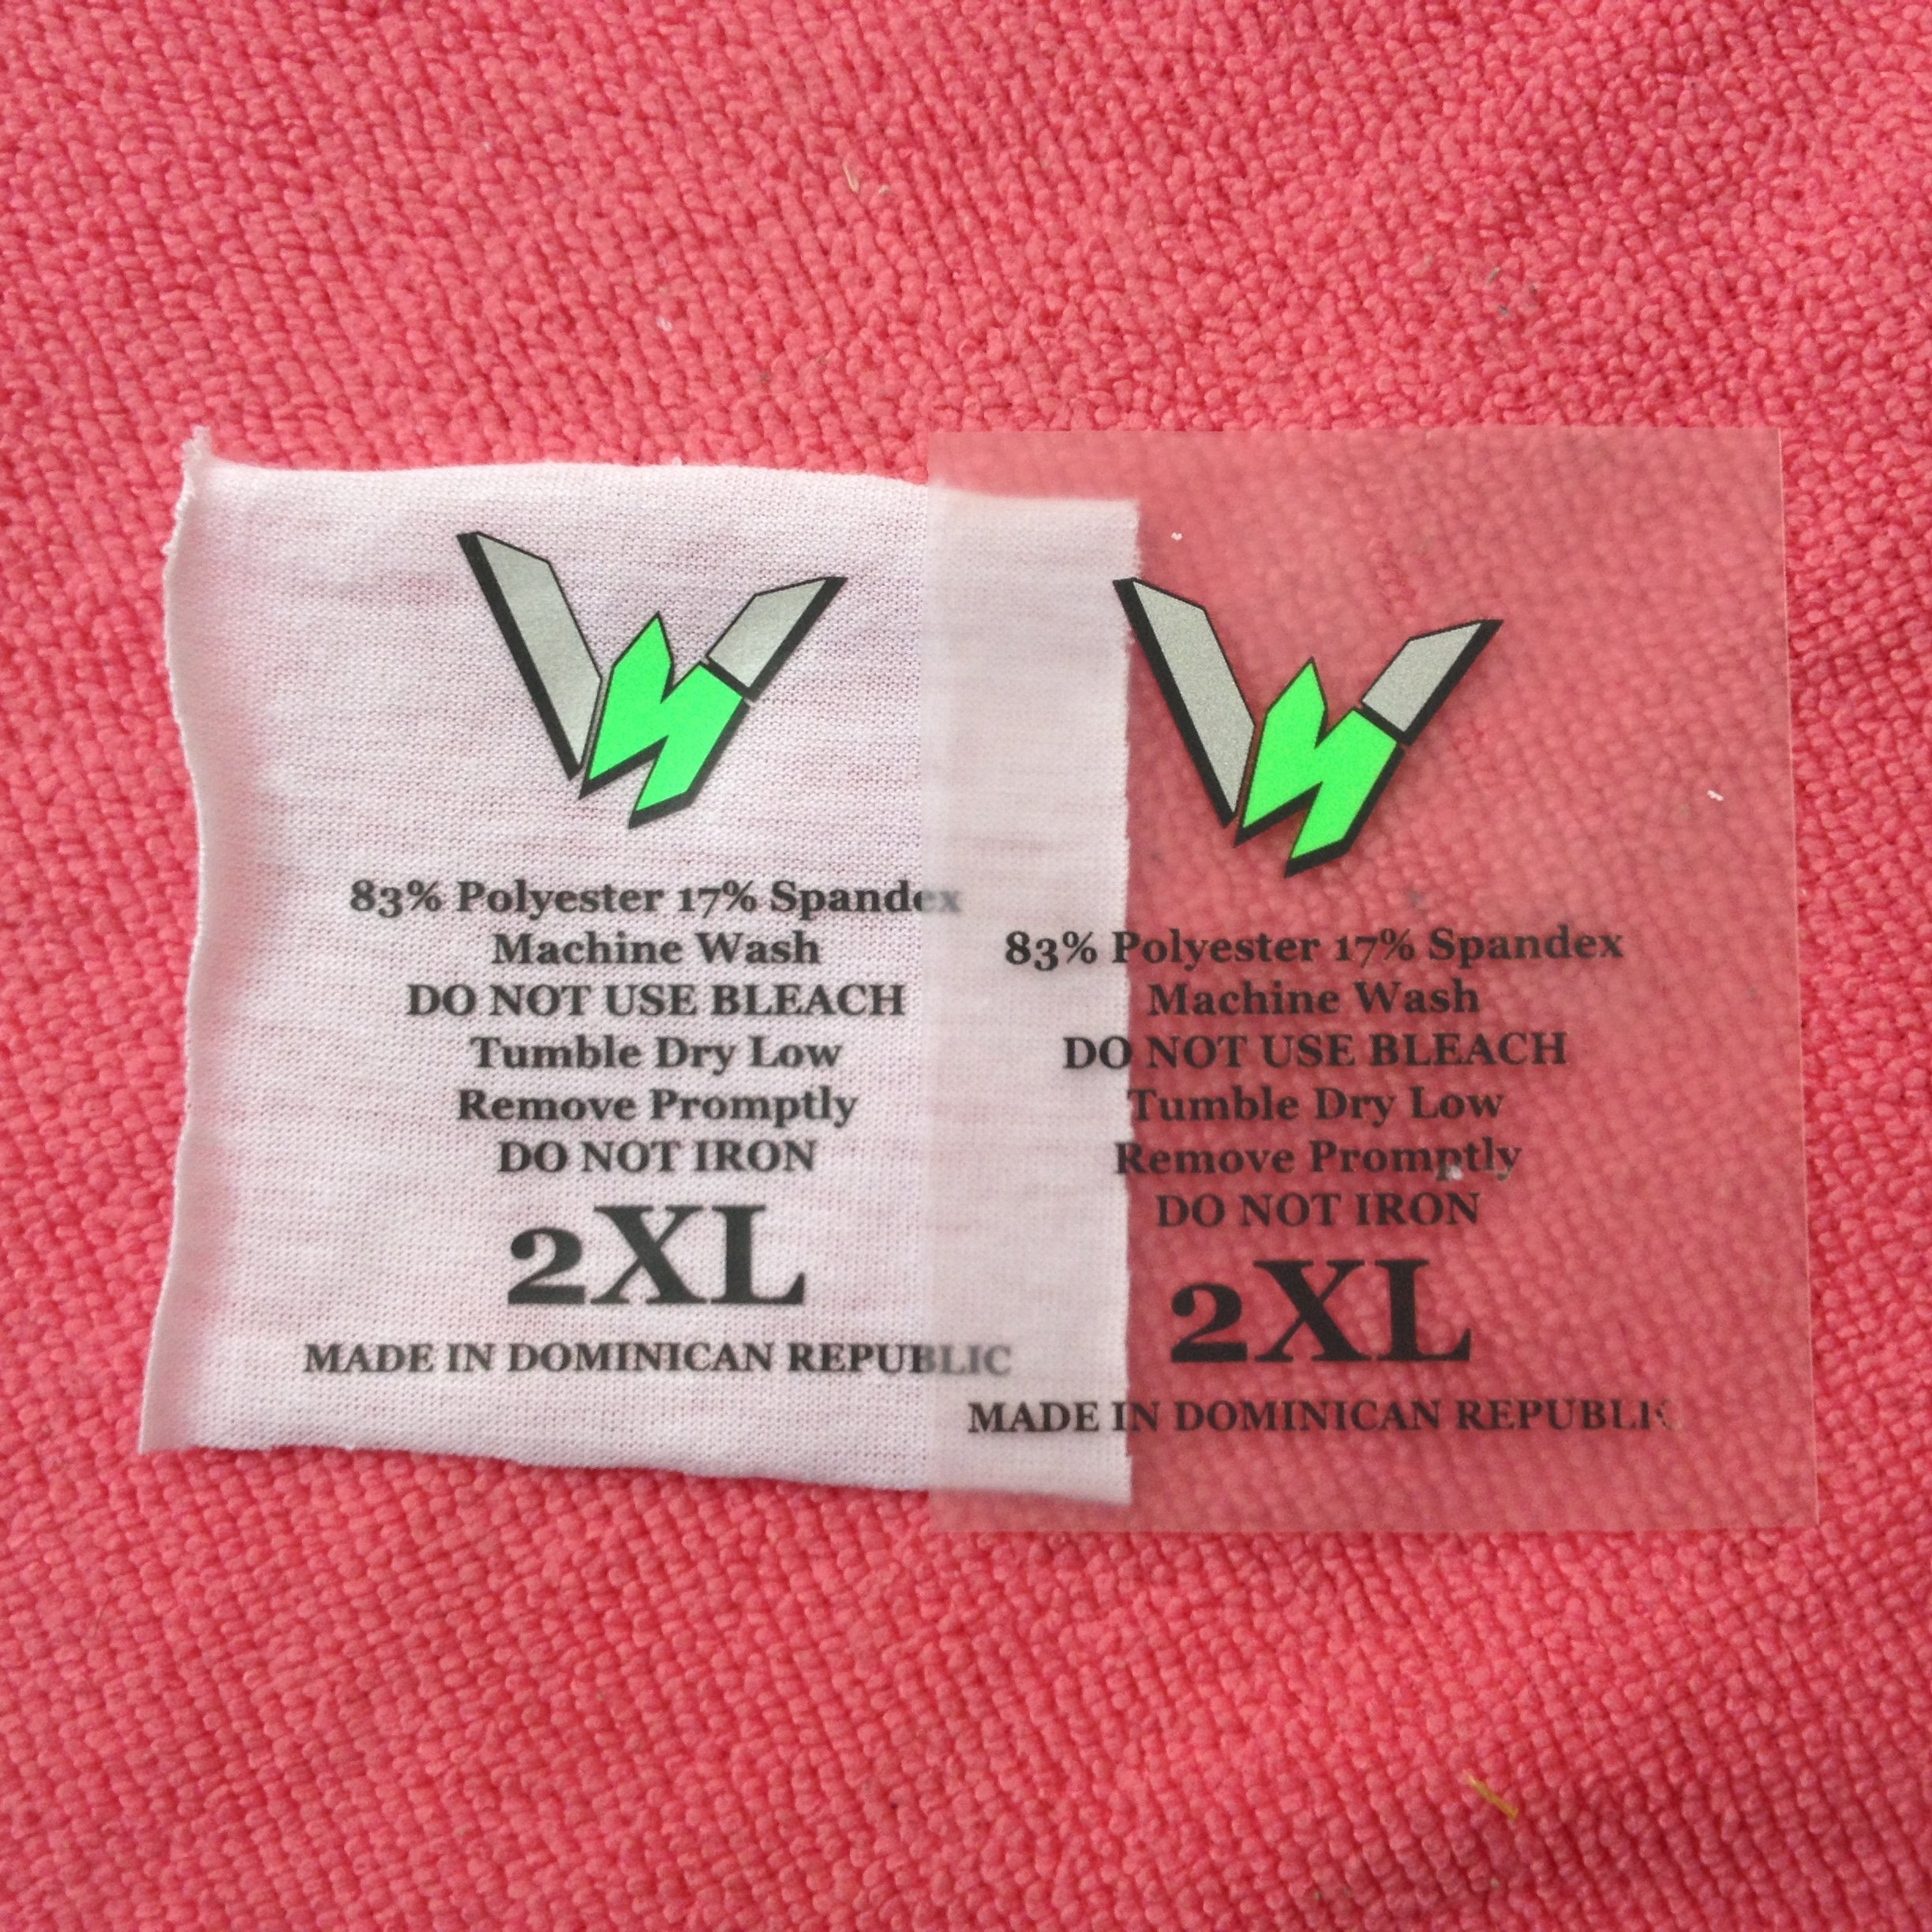 83% Polyester 17% Spandex
Machine Wash
DO NOT USE BLEACH
Tumble Dry Low
Remove Promptly
DO NOT IRON
2XL
MADE IN DOMINICAN REPUBLIC
83% Polyester 17% Spandex
Machine Wash
DO NOT USE BLEACH
Tumble Dry Low
Remove Promptly
DO NOT IRON
2XL
MADE IN DOMINICAN REPUBLIC